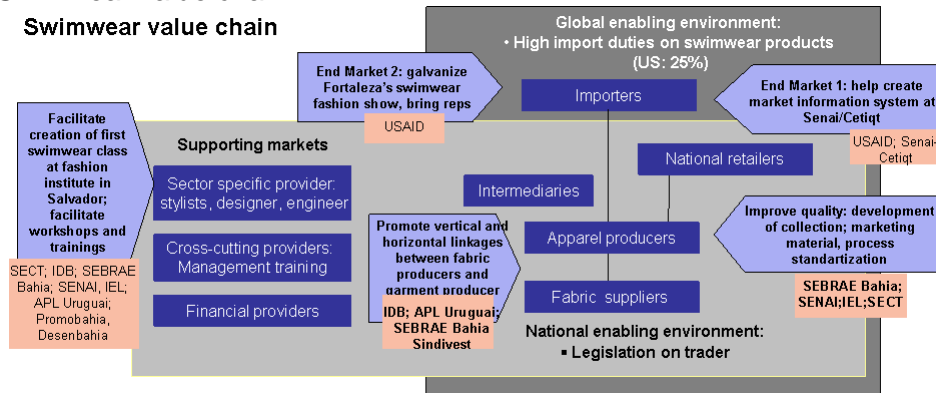 Swimwear value chain
Global enabling environment:
• High import duties on swimwear products
(US: 25%)
End Market 2: galvanize
Fortaleza's swimwear
fashion show, bring reps
USAID
Importers
End Market 1: help create
market information system at
Senai/Cetiqt
USAID; Senai-
Cetiqt
Facilitate
creation of first
swimwear class
at fashion
institute in
Salvador;
facilitate
workshops and
trainings
SECT; IDB; SEBRAE
Bahia; SENAI, IEL;
APL Uruguai;
Promobahia,
Desenbahia
Supporting markets
Sector specific provider:
stylists, designer, engineer
Cross-cutting providers:
Management training
Financial providers
National retailers
Intermediaries
Promote vertical and
horizontal linkages
between fabric
producers and
garment producer
IDB; APL Uruguai;
SEBRAE Bahia
Sindivest
Apparel producers
Fabric suppliers
Improve quality: development
of collection; marketing
material, process
standartization
SEBRAE Bahia;
SENAI;IEL;SECT
National enabling environment:
▪ Legislation on trader